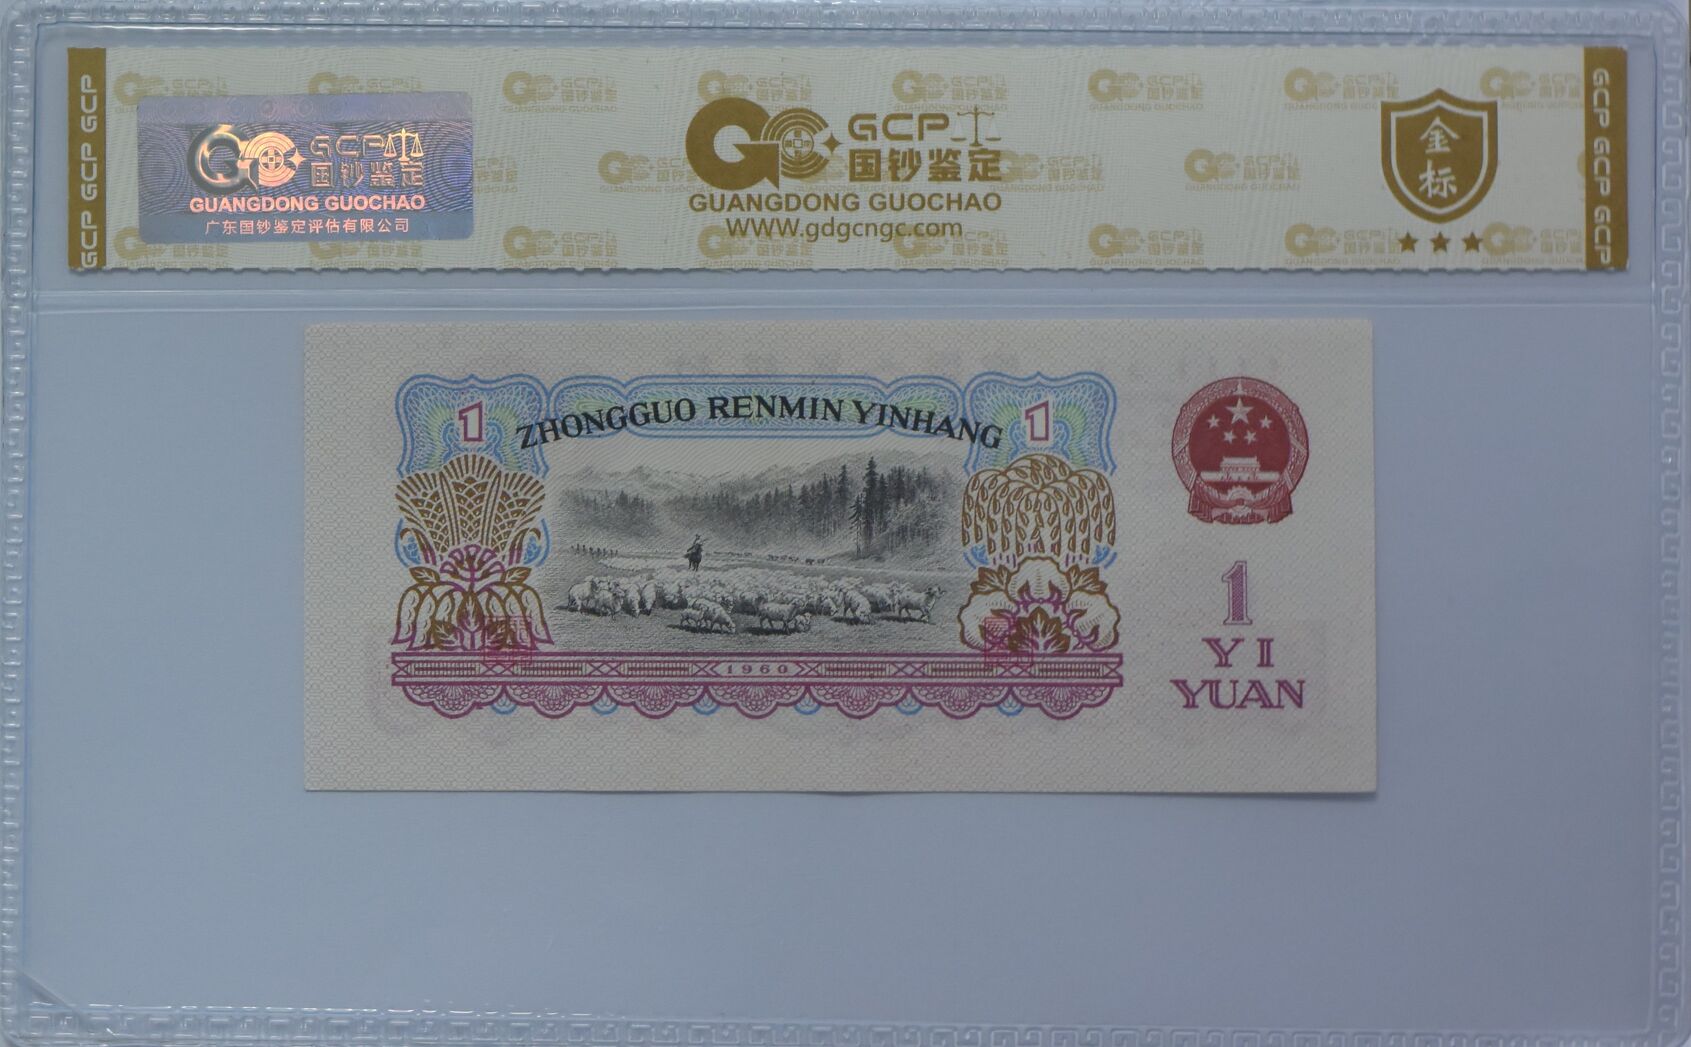 GCP GCP GCP
GCP
国钞鉴定
GUANGDONG GUOCHAO
广东国钞鉴定评估有限公司
GCP
国钞鉴定
GUANGDONG GUOCHAO
WWW.gdgcngc.com
金标
GCP GCP GCP
1
ZHONGGUO RENMIN YINHANG
1
1960
1
YI
YUAN